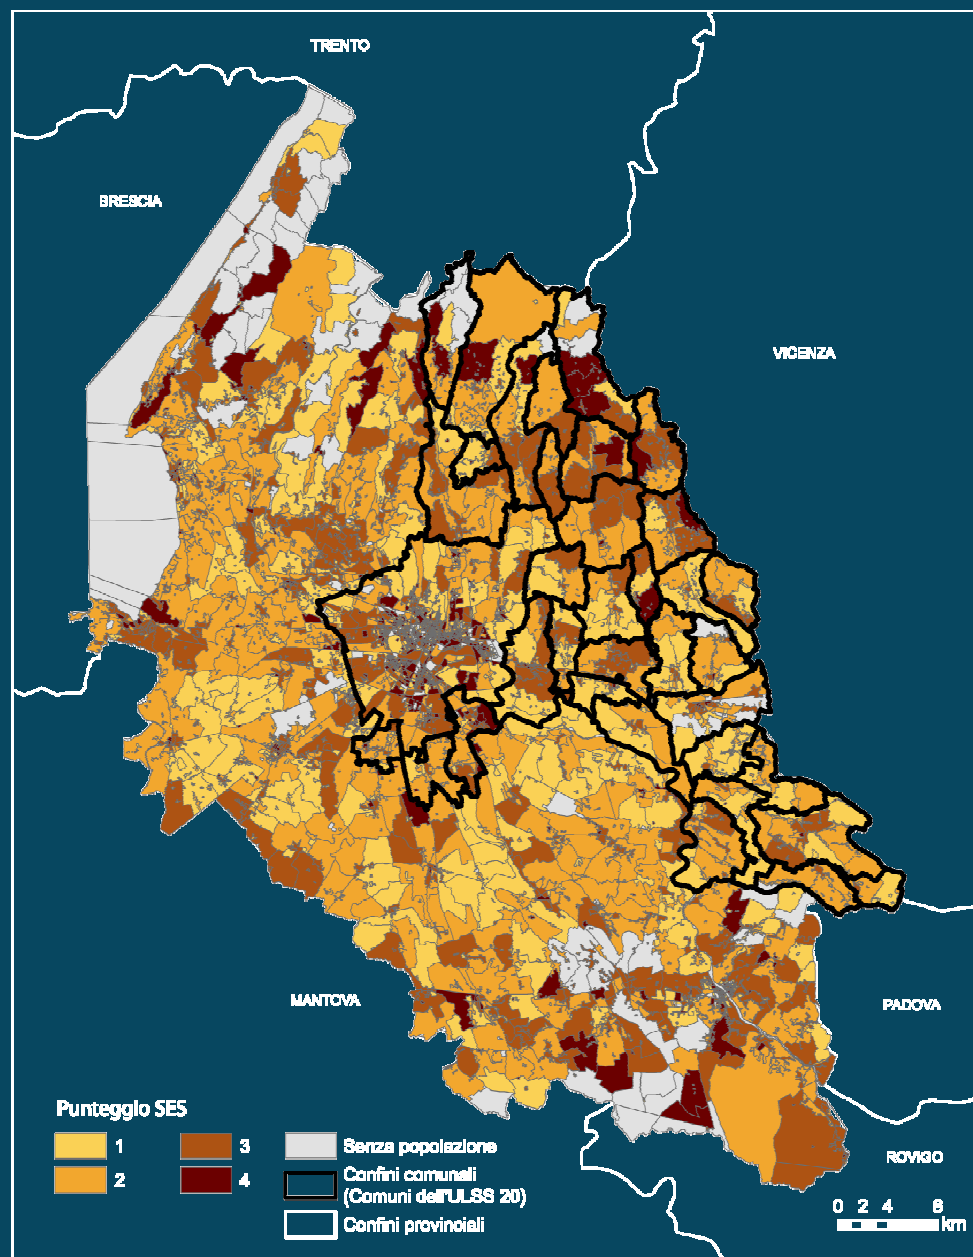 TRENTO
BRESCIA
VICENZA
MANTOVA
PADOVA
ROVIGO
Punteggio SES
1
2
3
4
Senza popolazione
Confini comunali
(Comuni dell'ULSS 20)
Confini provinciali
0 2 4 8
km